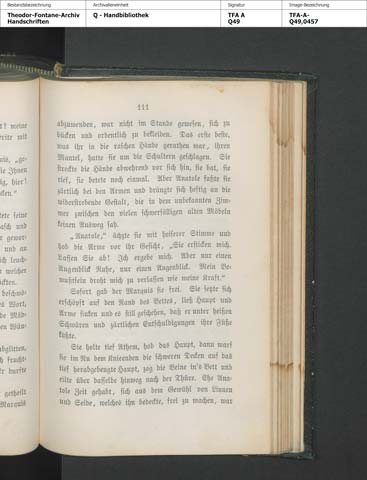 Bestandsbezeichnung
Archivalieneinheit
Signatur
Image-Bezeichnung
Theodor-Fontane-Archiv
Handschriften
Q - Handbibliothek
TFA A
Q49
TFA-A-
Q49,0457
111
abzuwenden, war nicht im Stande gewesen, sich zu
bücken und ordentlich zu bekleiden. Das erste beste,
was ihr in die raschen Hände gerathen war, ihren
Mantel, hatte sie um die Schultern geschlagen. Sie
streckte die Hände abwehrend vor sich hin, sie bat, sie
rief, sie betete noch einmal. Aber Anatole faßte sie
zärtlich bei den Armen und drängte sich heftig an die
widerstrebende Gestalt, die in dem unbekannten Zim-
mer zwischen den vielen schwerfälligen alten Möbeln
keinen Ausweg sah.
„Anatole,“ ächzte sie mit heiserer Stimme und
hob die Arme vor ihr Gesicht, „Sie ersticken mich.
Lassen Sie ab! Ich ergebe mich. Aber nur einen
Augenblick Ruhe, nur einen Augenblick. Mein Be-
wußtsein droht mich zu verlassen wie meine Kraft.“
Sofort gab der Marquis sie frei. Sie setzte sich
erschöpft auf den Rand des Bettes, ließ Haupt und
Arme sinken und es still geschehen, daß er unter heißen
Schwüren und zärtlichen Entschuldigungen ihre Füße
küßte.
Sie holte tief Athem, hob das Haupt, dann warf
sie im Nu dem Knieenden die schweren Decken auf das
tief herabgebeugte Haupt, zog die Beine in's Bett und
eilte über dasselbe hinweg nach der Thüre. Ehe Ana-
tole Zeit gehabt, sich aus dem Gewühl von Linnen
und Seide, welches ihn bedeckte, frei zu machen, war